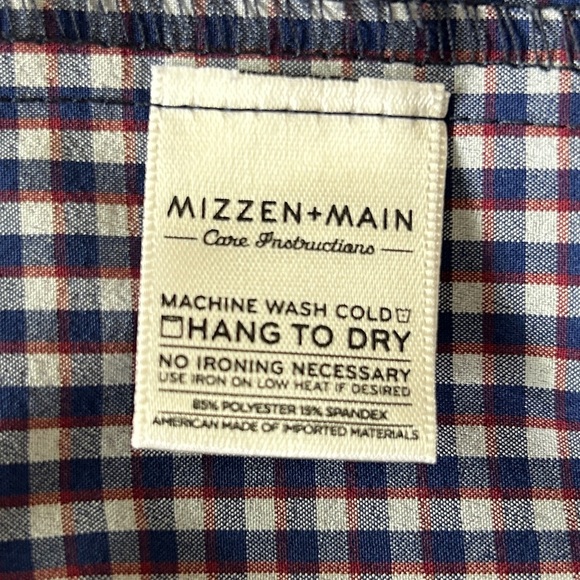 MIZZEN+MAIN
Care Instructions
MACHINE WASH COLD
HANG TO DRY
NO IRONING NECESSARY
USE IRON ON LOW HEAT IF DESIRED
85% POLYESTER 15% SPANDEX
AMERICAN MADE OF IMPORTED MATERIALS